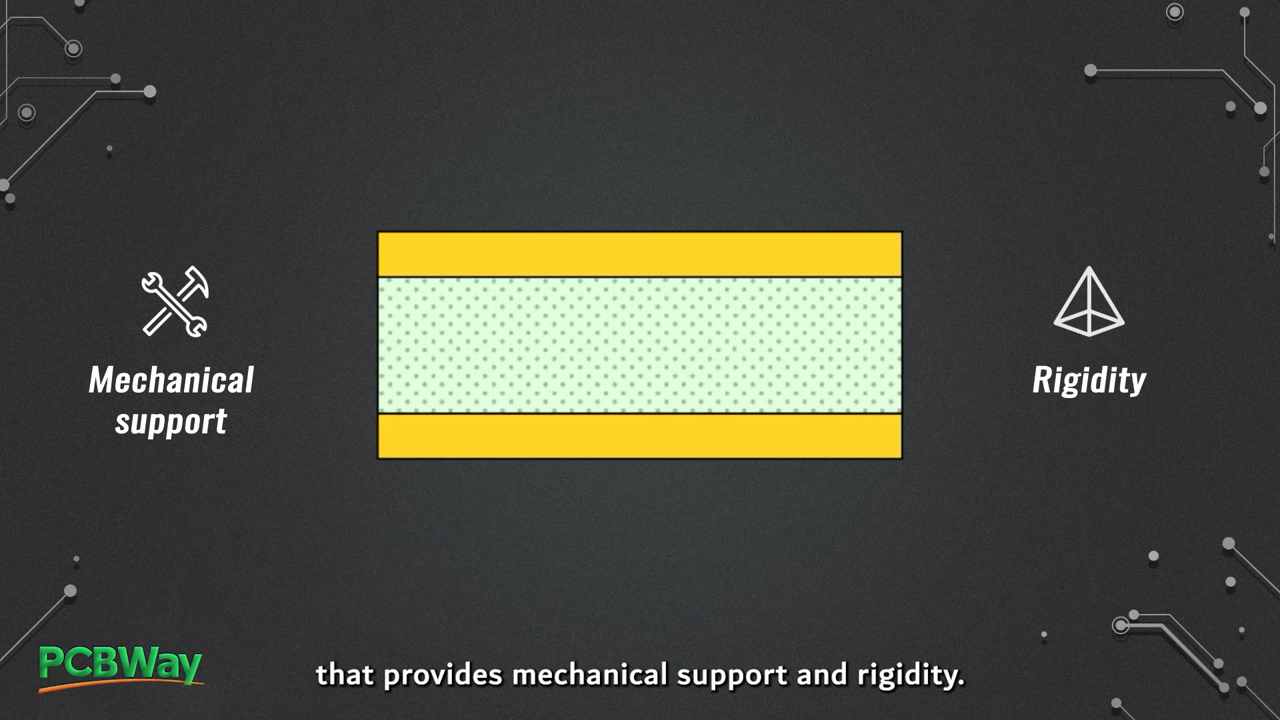 Mechanical
support
Rigidity
PCBWay
that provides mechanical support and rigidity.